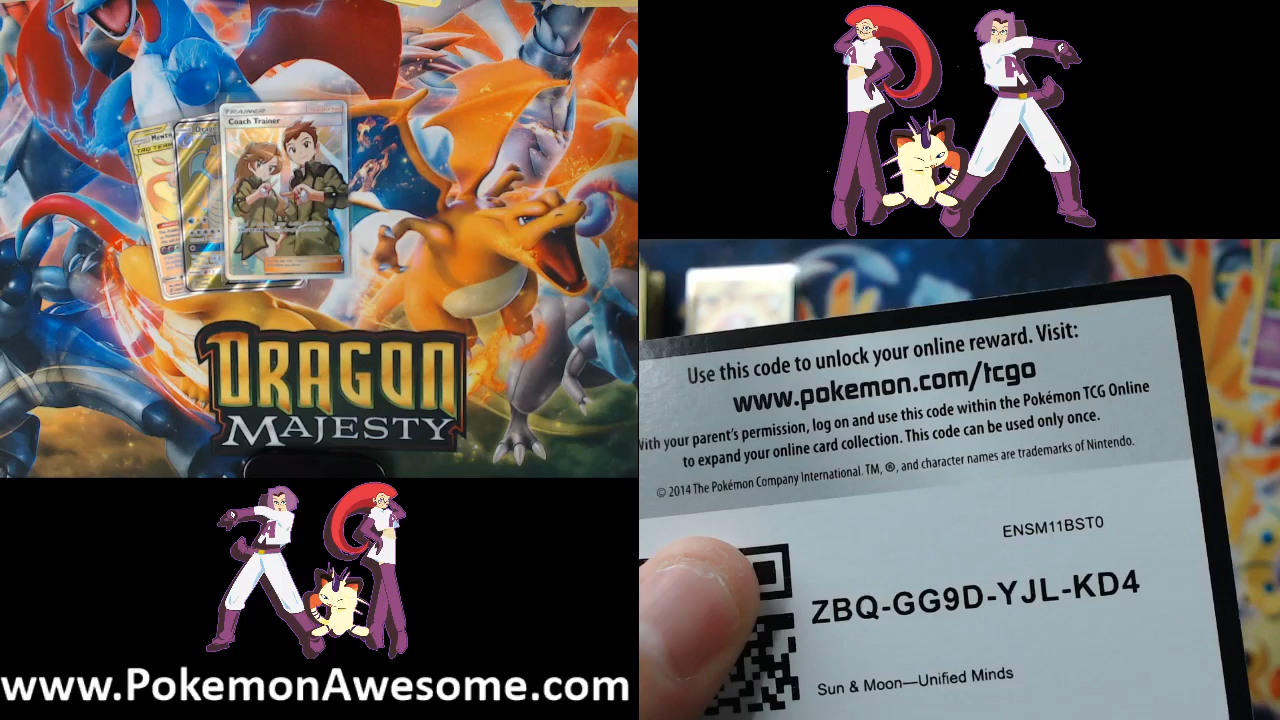 TRAINER
Coach Trainer
TAG TEAM
DRAGON
MAJESTY
www.PokemonAwesome.com
Use this code to unlock your online reward. Visit:
www.pokemon.com/tcgo
With your parent's permission, log on and use this code within the Pokémon TCG Online
to expand your online card collection. This code can be used only once.
© 2014 The Pokémon Company International. TM, ®, and character names are trademarks of Nintendo.
ENSM11BST0
ZBQ-GG9D-YJL-KD4
Sun & Moon—Unified Minds